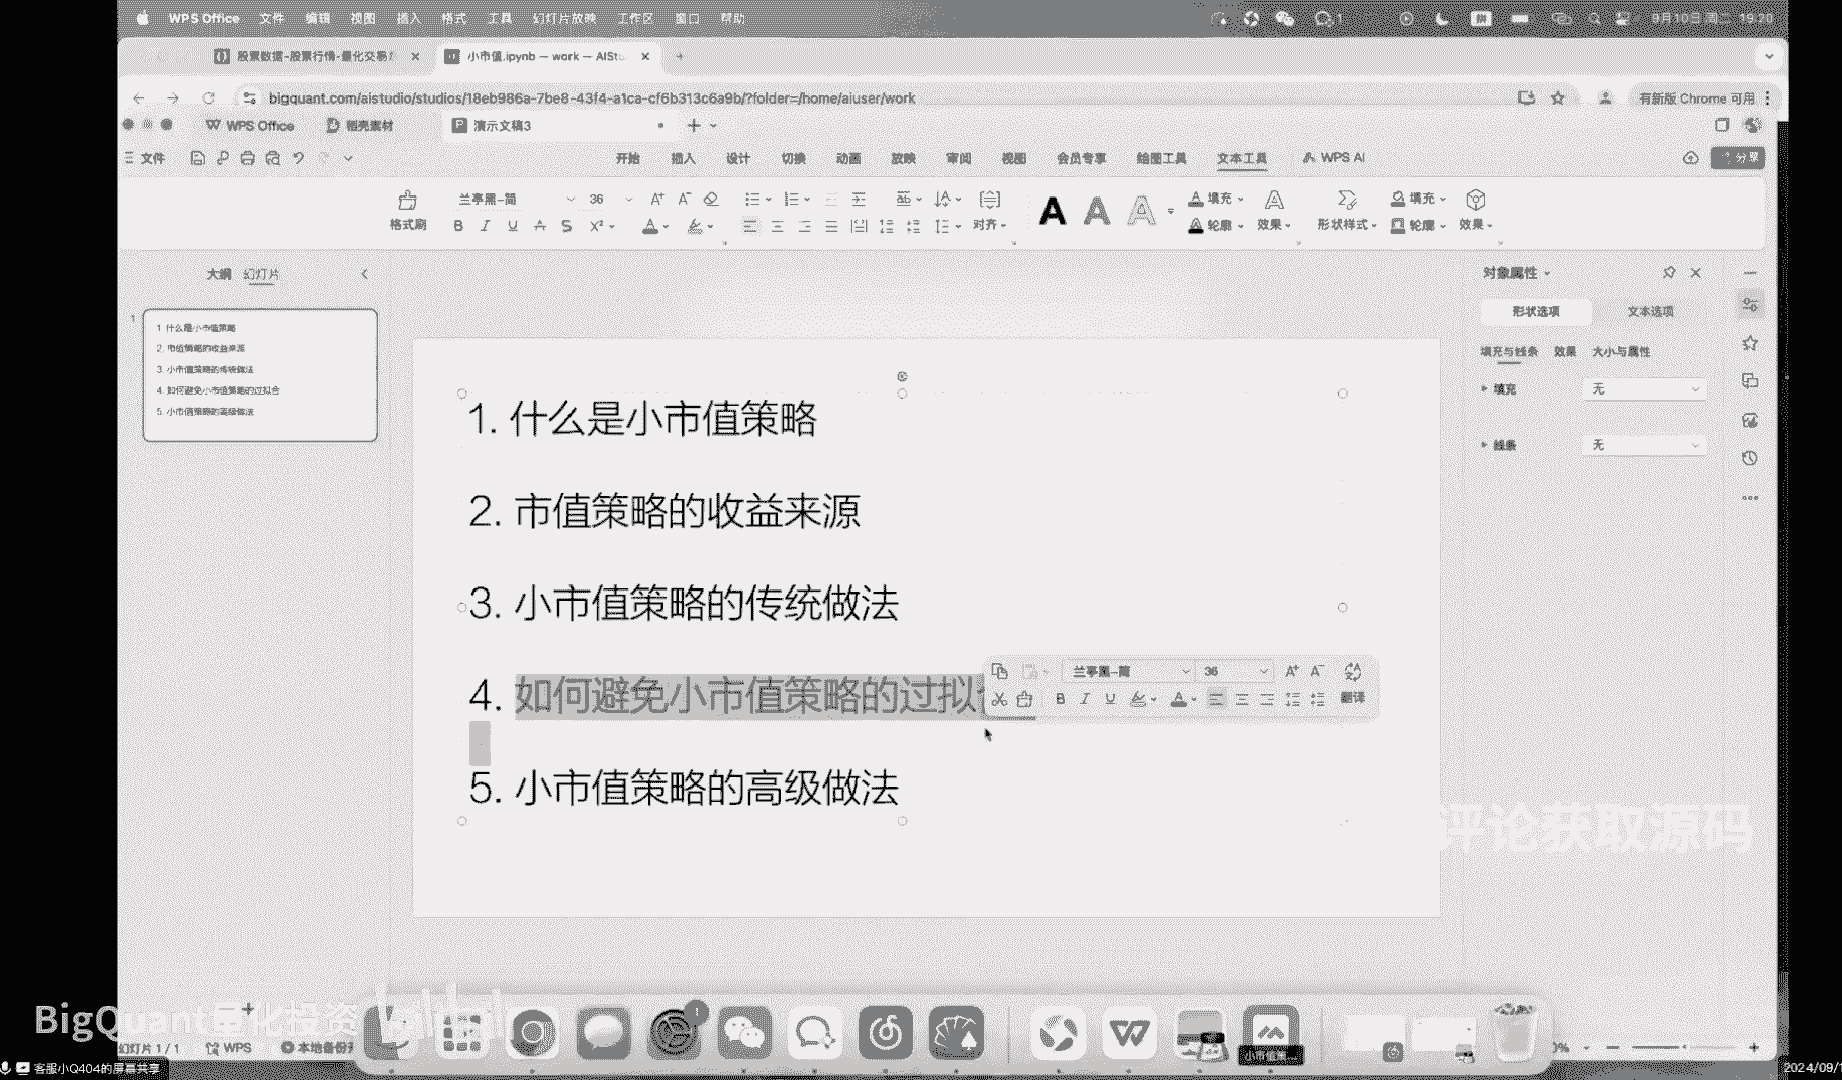 WPS Office 文件 编辑 视图 插入 格式 工具 幻灯片放映 工作区 窗口 帮助
9月10日 周二 19:20
股票数据-股票行情-量化交易
小市值.ipynb — work — AIStu
bigquant.com/aistudio/studios/18eb986a-7be8-43f4-a1ca-cf6b313c6a9b/?folder=/home/aiuser/work
有新版 Chrome 可用
WPS Office 稻壳素材 演示文稿3
文件 开始 插入 设计 切换 动画 放映 审阅 视图 会员专享 绘图工具 文本工具 WPS AI 分享
格式刷 兰亭黑-简 36
对齐 填充 轮廓 效果 形状样式 填充 轮廓 效果
大纲 幻灯片
对象属性
形状选项 文本选项
填充与线条 效果 大小与属性
填充 无
线条 无
1
1. 什么是小市值策略
2. 市值策略的收益来源
3. 小市值策略的传统做法
4. 如何避免小市值策略的过拟合
5. 小市值策略的高级做法
1. 什么是小市值策略
2. 市值策略的收益来源
3. 小市值策略的传统做法
4. 如何避免小市值策略的过拟
5. 小市值策略的高级做法
兰亭黑-简 36
翻译
评论获取源码
BigQuant量化投资
幻灯片 1 / 1 WPS 本地备份开
客服小Q404的屏幕共享
2024/09/